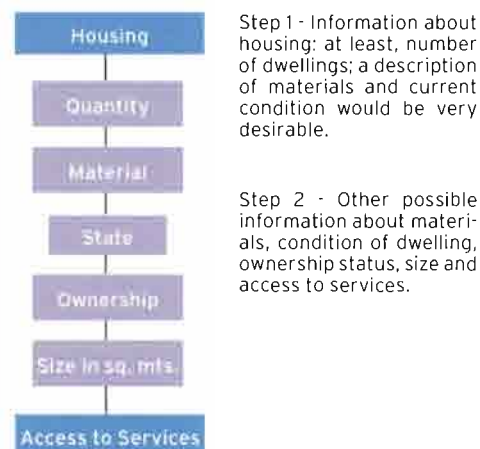 Housing
Quantity
Material
State
Ownership
Size in sq. mts.
Access to Services
Step 1 - Information about
housing: at least, number
of dwellings; a description
of materials and current
condition would be very
desirable.
Step 2 - Other possible
information about materi-
als, condition of dwelling,
ownership status, size and
access to services.